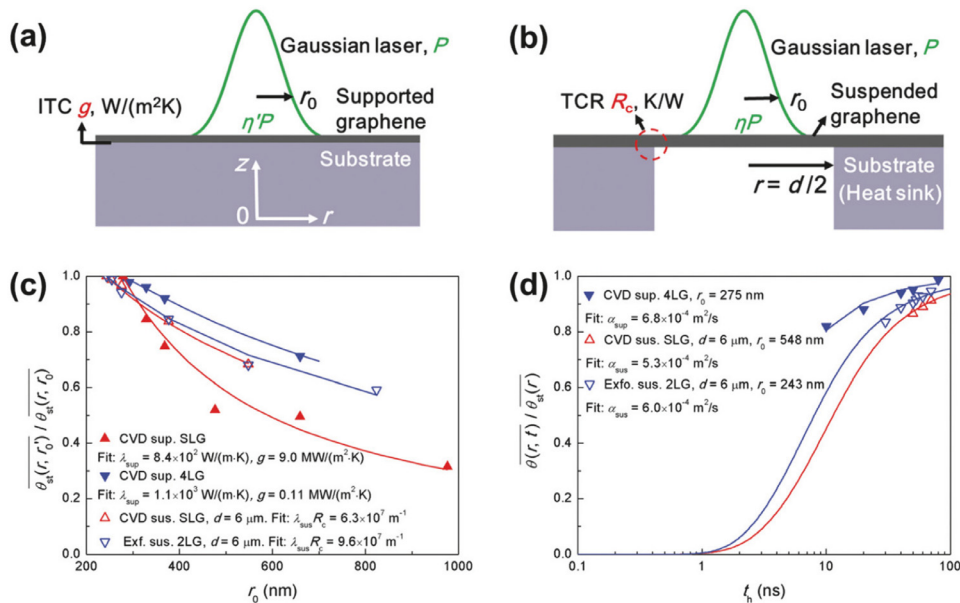 (a)
Gaussian laser, P
r₀
ITC g, W/(m²K)
Supported
graphene
η'P
Substrate
z
0
r
(b)
Gaussian laser, P
r₀
TCR Rc, K/W
Suspended
graphene
ηP
r = d/2
Substrate
(Heat sink)
(c)
1.0
0.8
0.6
0.4
0.2
0.0
θst(r, r₀') / θst(r, r₀)
CVD sup. SLG
Fit: λsup = 8.4×10² W/(m·K), g = 9.0 MW/(m²·K)
CVD sup. 4LG
Fit: λsup = 1.1×10³ W/(m·K), g = 0.11 MW/(m²·K)
CVD sus. SLG, d = 6 μm. Fit: λsusRc = 6.3×10⁷ m⁻¹
Exf. sus. 2LG, d = 6 μm. Fit: λsusRc = 9.6×10⁷ m⁻¹
200 400 600 800 1000
r₀ (nm)
(d)
1.0
0.8
0.6
0.4
0.2
0.0
θ(r, t) / θst(r)
CVD sup. 4LG, r₀ = 275 nm
Fit: αsup = 6.8×10⁻⁴ m²/s
CVD sus. SLG, d = 6 μm, r₀ = 548 nm
Fit: αsus = 5.3×10⁻⁴ m²/s
Exfo. sus. 2LG, d = 6 μm, r₀ = 243 nm
Fit: αsus = 6.0×10⁻⁴ m²/s
0.1 1 10 100
th (ns)